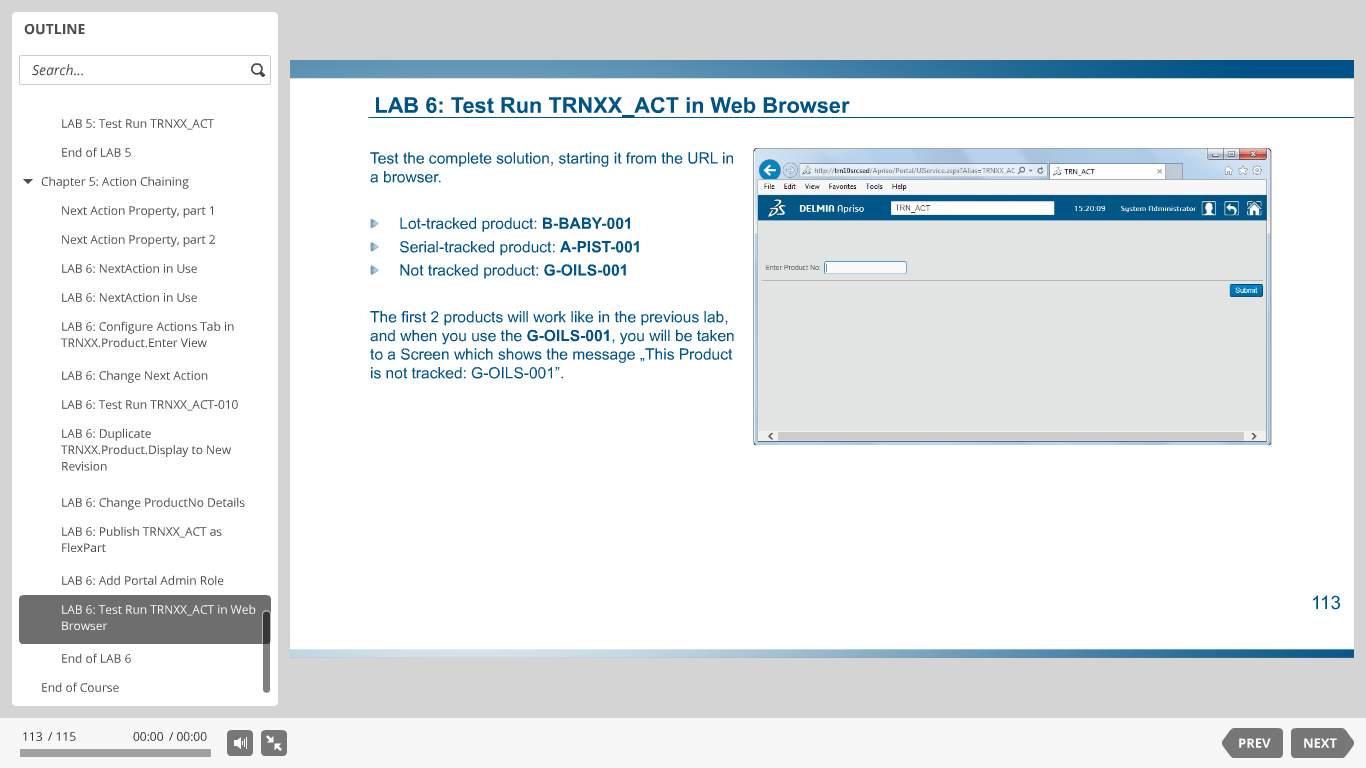 OUTLINE
Search...
LAB 5: Test Run TRNXX_ACT
End of LAB 5
Chapter 5: Action Chaining
Next Action Property, part 1
Next Action Property, part 2
LAB 6: NextAction in Use
LAB 6: NextAction in Use
LAB 6: Configure Actions Tab in
TRNXX.Product.Enter View
LAB 6: Change Next Action
LAB 6: Test Run TRNXX_ACT-010
LAB 6: Duplicate
TRNXX.Product.Display to New
Revision
LAB 6: Change ProductNo Details
LAB 6: Publish TRNXX_ACT as
FlexPart
LAB 6: Add Portal Admin Role
LAB 6: Test Run TRNXX_ACT in Web
Browser
End of LAB 6
End of Course
LAB 6: Test Run TRNXX_ACT in Web Browser
Test the complete solution, starting it from the URL in
a browser.
Lot-tracked product: B-BABY-001
Serial-tracked product: A-PIST-001
Not tracked product: G-OILS-001
The first 2 products will work like in the previous lab,
and when you use the G-OILS-001, you will be taken
to a Screen which shows the message „This Product
is not tracked: G-OILS-001”.
http://trn10srcsed/Apriso/Portal/UIService.aspx?Alias=TRNXX_AC
TRN_ACT
File Edit View Favorites Tools Help
DELMIA Apriso
TRN_ACT
15:20:09 System Administrator
Enter Product No:
Submit
113
113 / 115
00:00 / 00:00
PREV
NEXT